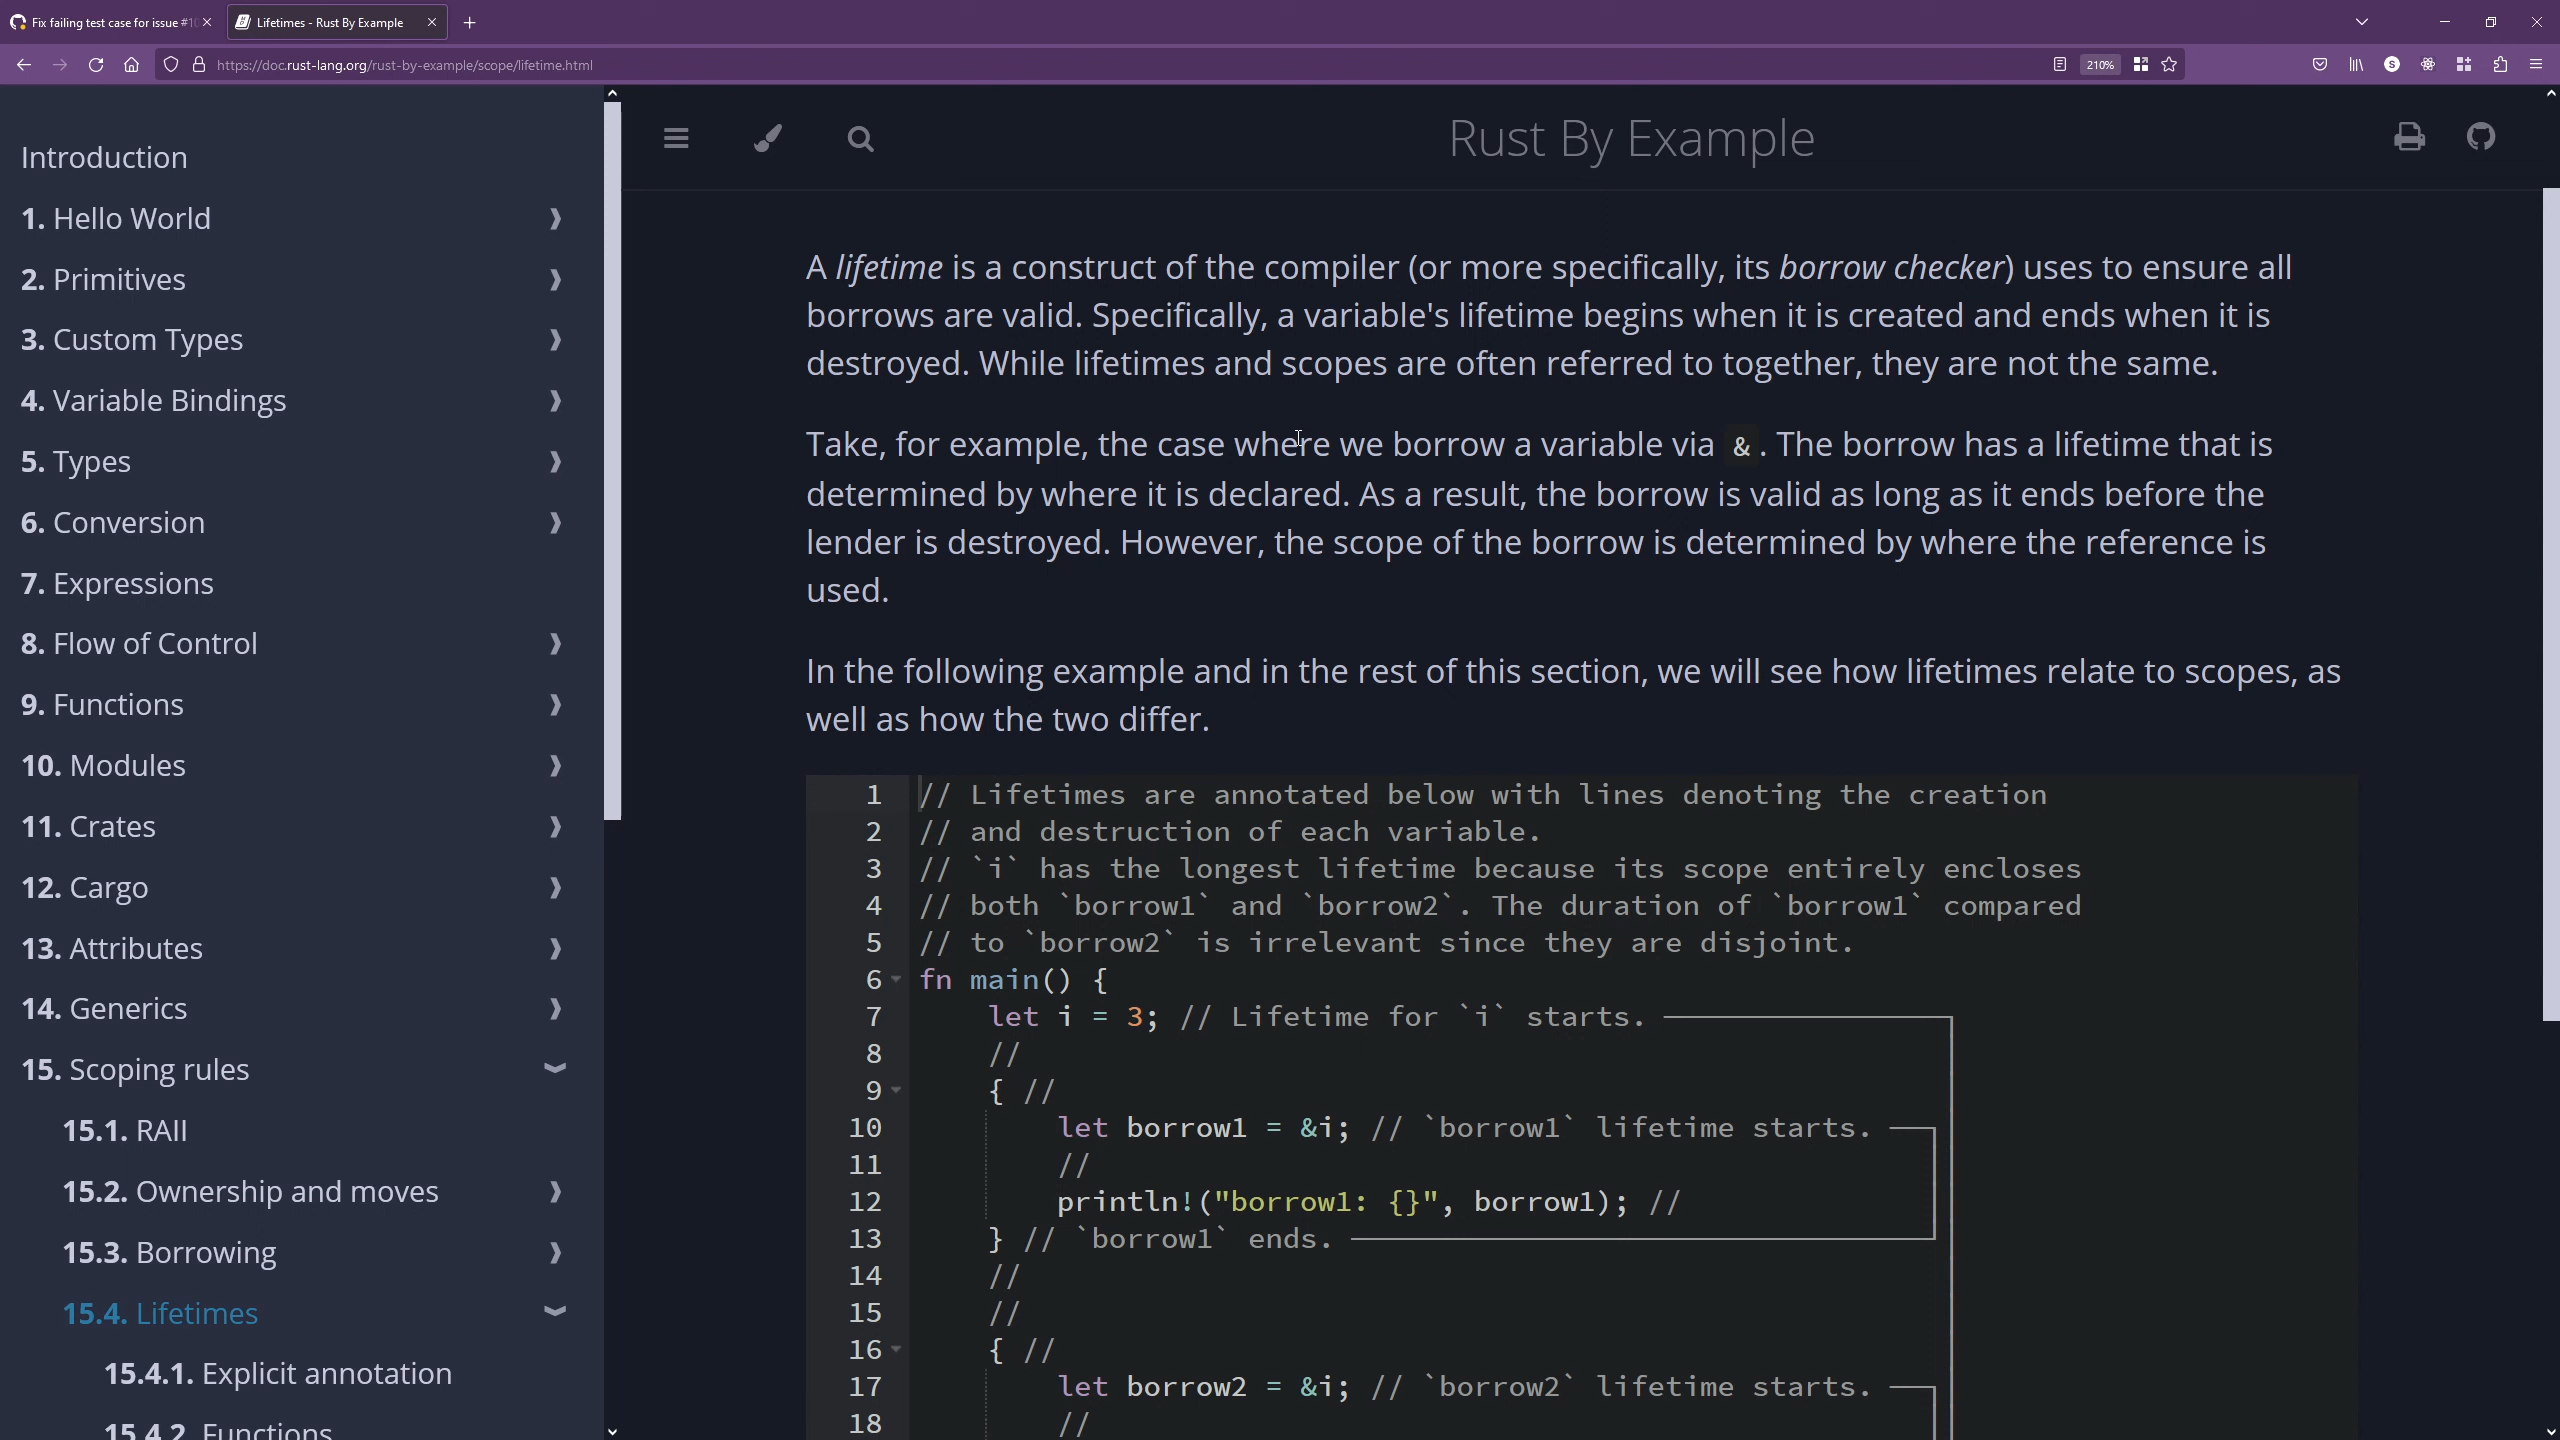 Fix failing test case for issue #1
Lifetimes - Rust By Example
https://doc.rust-lang.org/rust-by-example/scope/lifetime.html
210%
Introduction
1. Hello World
2. Primitives
3. Custom Types
4. Variable Bindings
5. Types
6. Conversion
7. Expressions
8. Flow of Control
9. Functions
10. Modules
11. Crates
12. Cargo
13. Attributes
14. Generics
15. Scoping rules
15.1. RAII
15.2. Ownership and moves
15.3. Borrowing
15.4. Lifetimes
15.4.1. Explicit annotation
15.4.2. Functions
Rust By Example
A lifetime is a construct of the compiler (or more specifically, its borrow checker) uses to ensure all
borrows are valid. Specifically, a variable's lifetime begins when it is created and ends when it is
destroyed. While lifetimes and scopes are often referred to together, they are not the same.
Take, for example, the case where we borrow a variable via &. The borrow has a lifetime that is
determined by where it is declared. As a result, the borrow is valid as long as it ends before the
lender is destroyed. However, the scope of the borrow is determined by where the reference is
used.
In the following example and in the rest of this section, we will see how lifetimes relate to scopes, as
well as how the two differ.
1 // Lifetimes are annotated below with lines denoting the creation
2 // and destruction of each variable.
3 // `i` has the longest lifetime because its scope entirely encloses
4 // both `borrow1` and `borrow2`. The duration of `borrow1` compared
5 // to `borrow2` is irrelevant since they are disjoint.
6 fn main() {
7 let i = 3; // Lifetime for `i` starts.
8 //
9 { //
10 let borrow1 = &i; // `borrow1` lifetime starts.
11 //
12 println!("borrow1: {}", borrow1); //
13 } // `borrow1` ends.
14 //
15 //
16 { //
17 let borrow2 = &i; // `borrow2` lifetime starts.
18 //